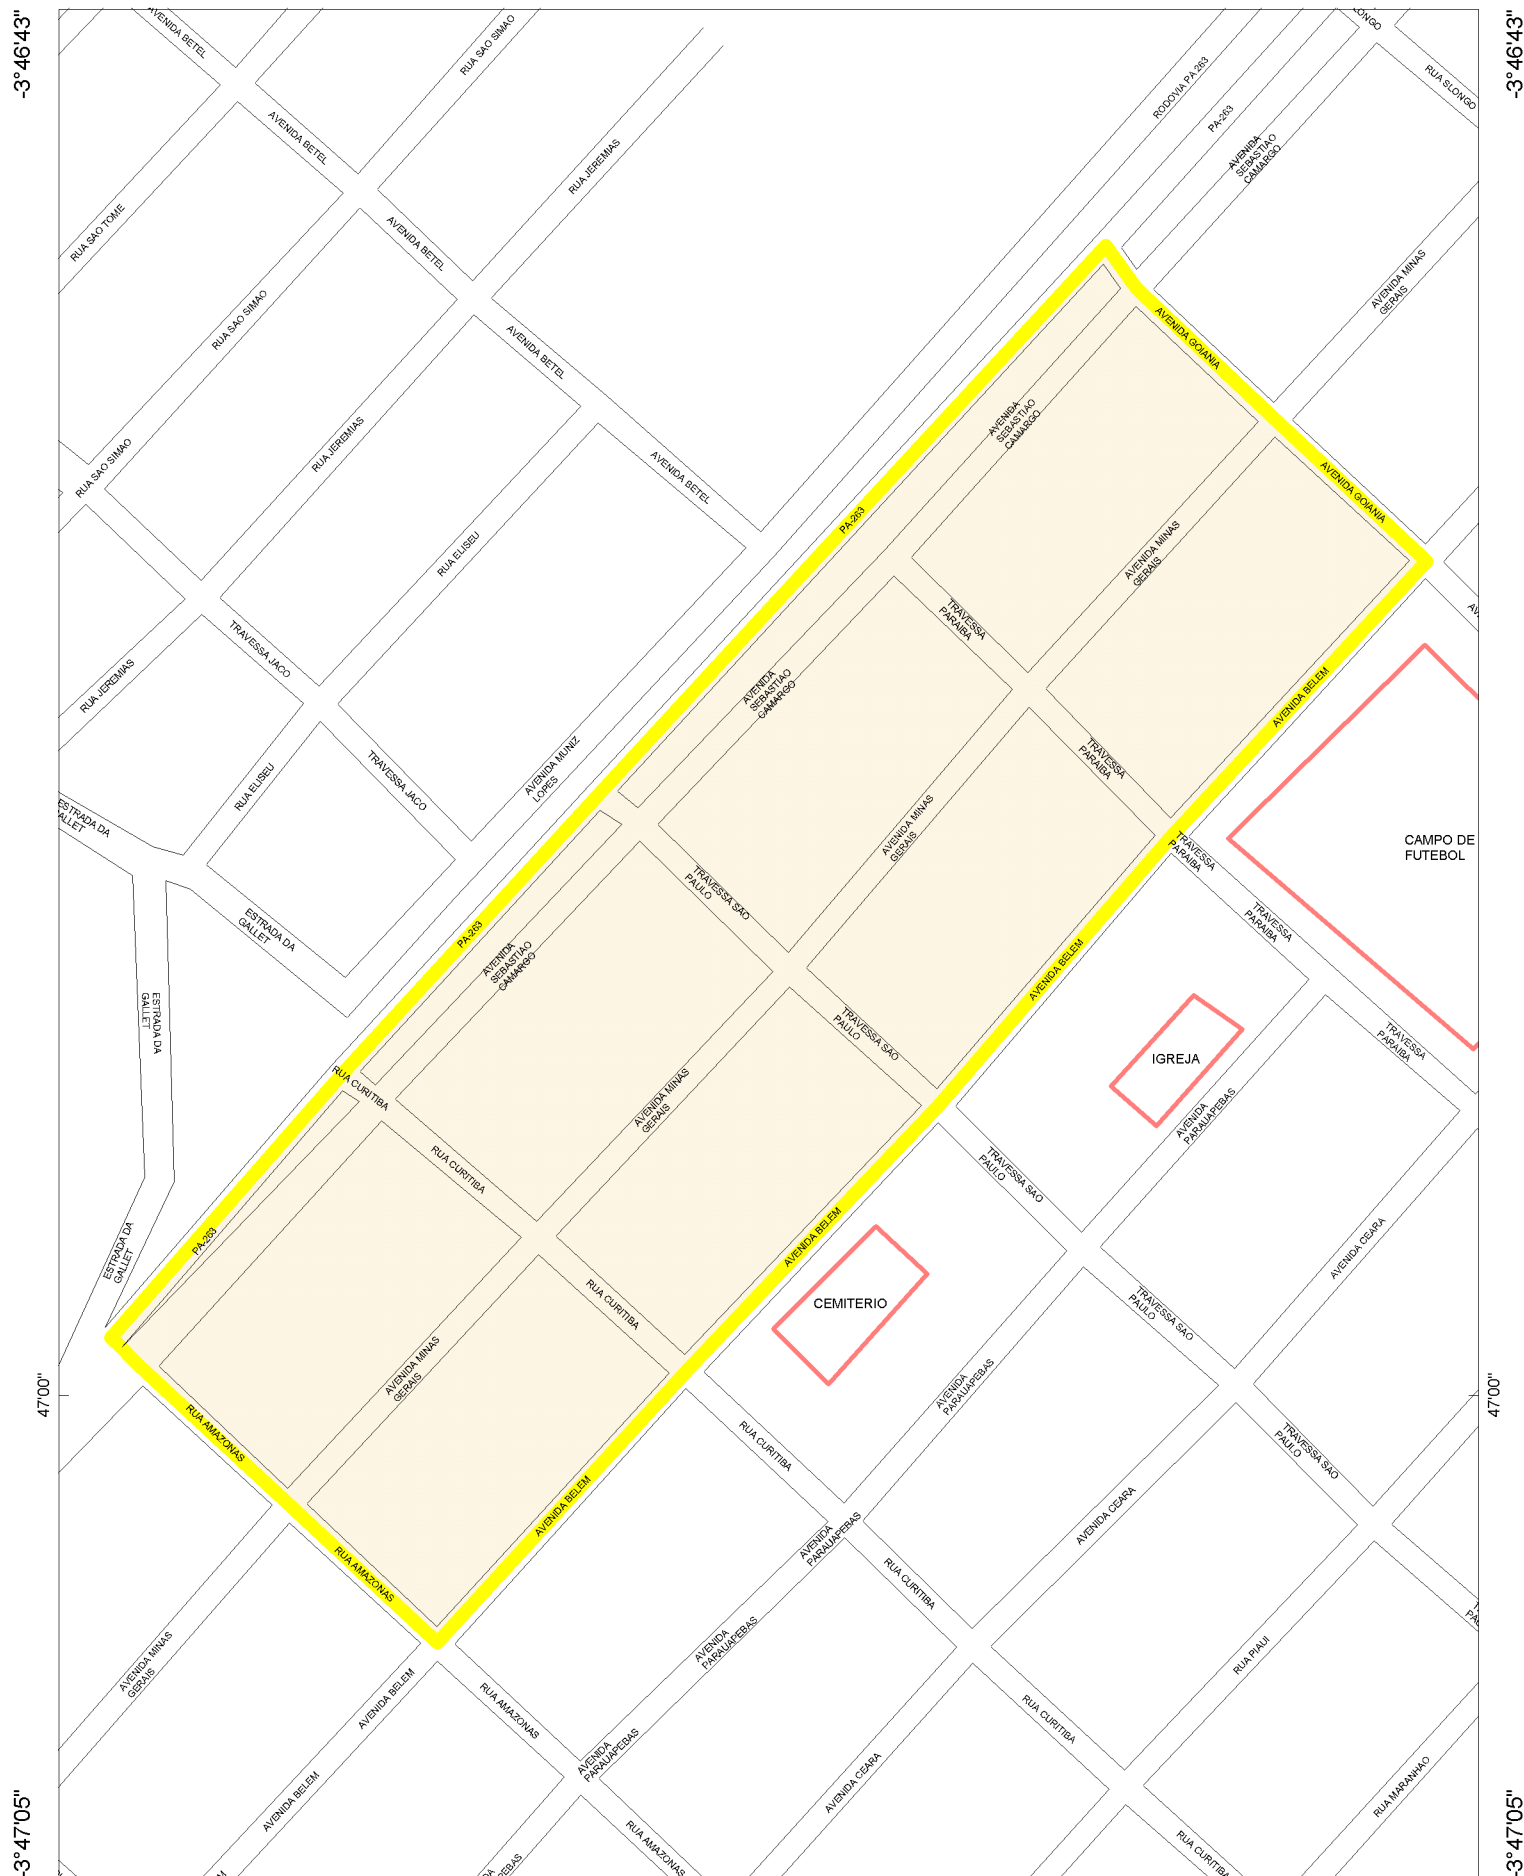 -3°46'43"
-3°46'43"
AVENIDA BETEL
RUA SAO SIMAO
LONGO
RUA SLONGO
RODOVIA PA 263
PA-263
AVENIDA
SEBASTIAO
CAMARGO
AVENIDA BETEL
RUA JEREMIAS
RUA SAO TOME
AVENIDA BETEL
AVENIDA MINAS
GERAIS
RUA SAO SIMAO
AVENIDA BETEL
AVENIDA GOIANIA
AVENIDA
SEBASTIAO
CAMARGO
RUA JEREMIAS
RUA SAO SIMAO
AVENIDA BETEL
AVENIDA GOIANIA
PA-263
RUA ELISEU
AVENIDA MINAS
GERAIS
TRAVESSA
PARAIBA
TRAVESSA JACO
RUA JEREMIAS
AVENIDA
SEBASTIAO
CAMARGO
AVENIDA BELEM
TRAVESSA
PARAIBA
AVENIDA MUNIZ
LOPES
TRAVESSA JACO
RUA ELISEU
ESTRADA DA
GALLET
AVENIDA MINAS
GERAIS
TRAVESSA
PARAIBA
CAMPO DE
FUTEBOL
TRAVESSA SAO
PAULO
ESTRADA DA
GALLET
PA-263
AVENIDA
SEBASTIAO
CAMARGO
TRAVESSA
PARAIBA
AVENIDA BELEM
ESTRADA DA
GALLET
TRAVESSA SAO
PAULO
TRAVESSA
PARAIBA
IGREJA
RUA CURITIBA
AVENIDA MINAS
GERAIS
AVENIDA
PARAUAPEBAS
RUA CURITIBA
TRAVESSA SAO
PAULO
ESTRADA DA
GALLET
PA-263
AVENIDA BELEM
AVENIDA CEARA
CEMITERIO
RUA CURITIBA
TRAVESSA SAO
PAULO
AVENIDA MINAS
GERAIS
AVENIDA
PARAUAPEBAS
47'00"
47'00"
RUA AMAZONAS
RUA CURITIBA
TRAVESSA SAO
PAULO
AVENIDA BELEM
AVENIDA CEARA
AVENIDA
PARAUAPEBAS
RUA AMAZONAS
RUA CURITIBA
AVENIDA MINAS
GERAIS
AVENIDA
PARAUAPEBAS
RUA PIAUI
AVENIDA BELEM
RUA AMAZONAS
RUA CURITIBA
AVENIDA
PARAUAPEBAS
AVENIDA CEARA
RUA MARANHAO
AVENIDA BELEM
RUA AMAZONAS
RUA CURITIBA
-3°47'05"
-3°47'05"